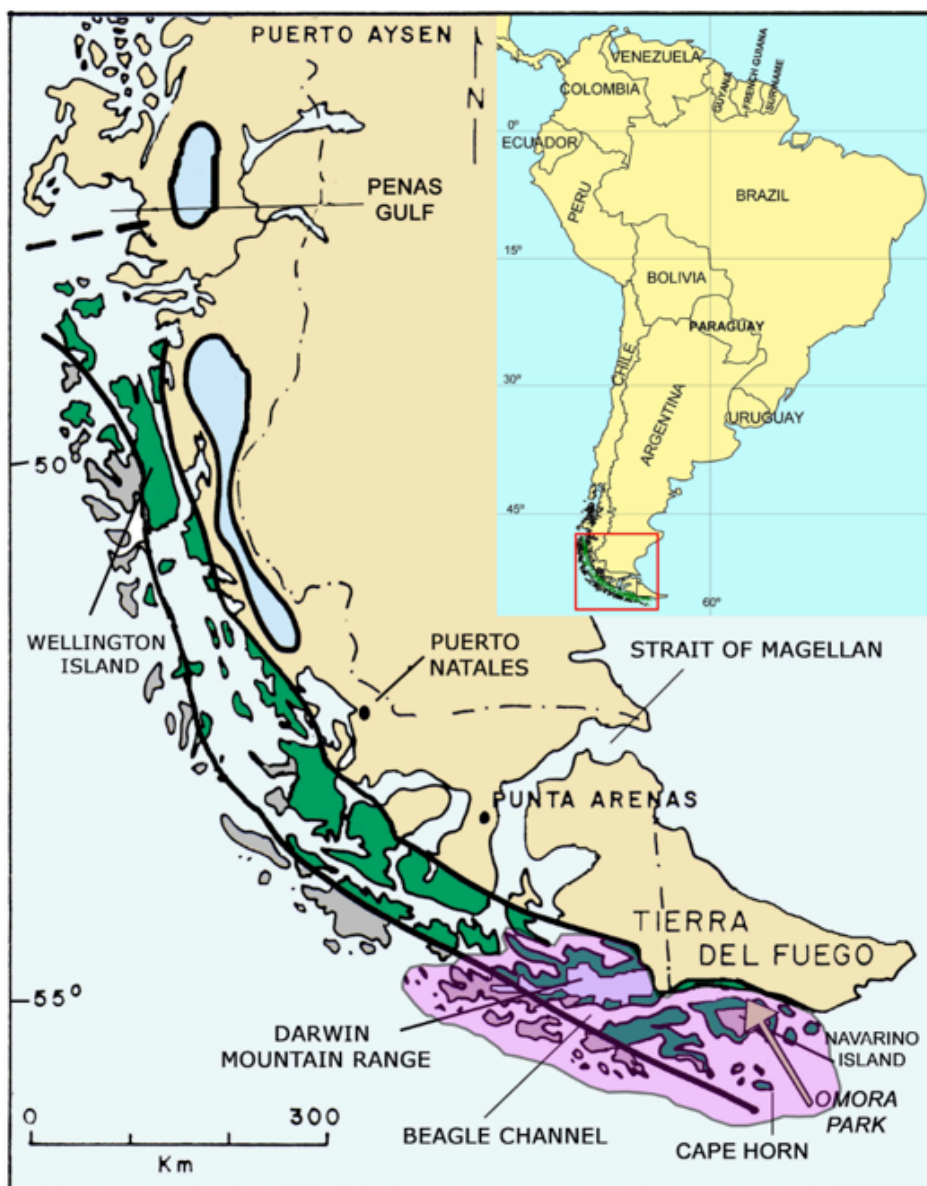 PUERTO AYSEN
N
PENAS
GULF
50°
WELLINGTON
ISLAND
PUERTO
NATALES
STRAIT OF MAGELLAN
PUNTA ARENAS
TIERRA
DEL FUEGO
55°
DARWIN
MOUNTAIN RANGE
NAVARINO
ISLAND
OMORA
PARK
BEAGLE CHANNEL
CAPE HORN
0
300
Km
VENEZUELA
GUYANA
FRENCH GUIANA
SURINAME
COLOMBIA
0°
ECUADOR
PERU
BRAZIL
15°
BOLIVIA
PARAGUAY
CHILE
30°
ARGENTINA
URUGUAY
45°
60°